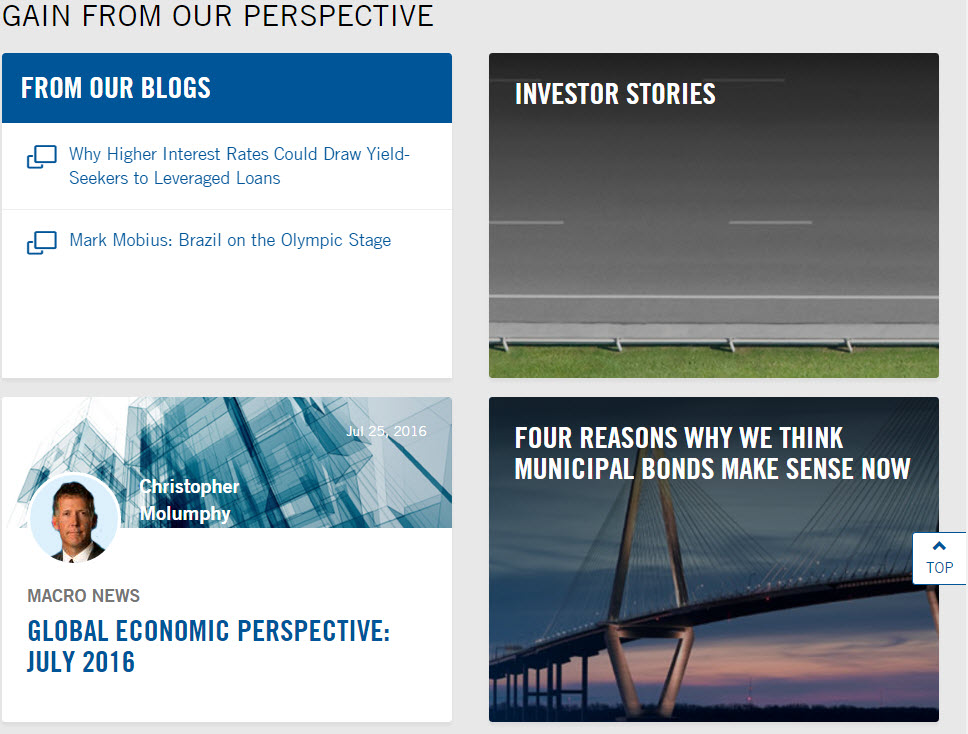 GAIN FROM OUR PERSPECTIVE
FROM OUR BLOGS
Why Higher Interest Rates Could Draw Yield-
Seekers to Leveraged Loans
Mark Mobius: Brazil on the Olympic Stage
INVESTOR STORIES
Jul 25, 2016
Christopher
Molumphy
MACRO NEWS
GLOBAL ECONOMIC PERSPECTIVE:
JULY 2016
FOUR REASONS WHY WE THINK
MUNICIPAL BONDS MAKE SENSE NOW
TOP